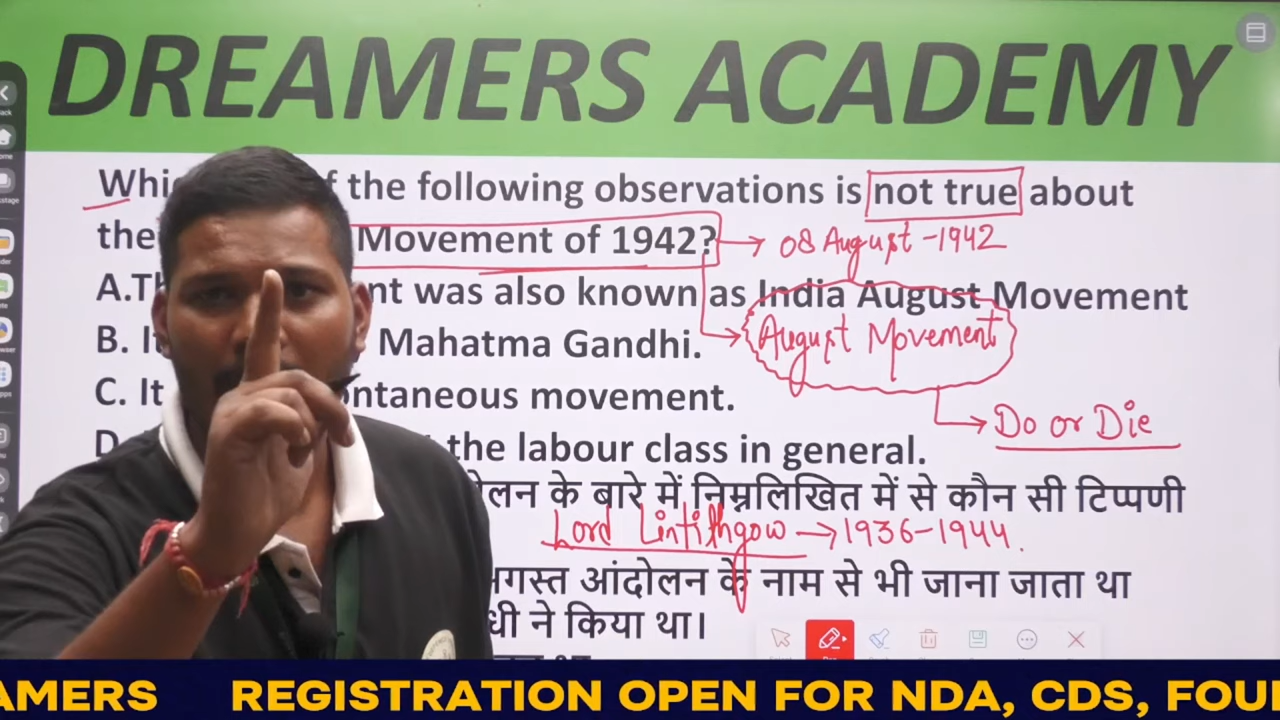 DREAMERS ACADEMY
Whi f the following observations is not true about
the Movement of 1942? → 08 August -1942
A.Th nt was also known as India August Movement
B. It Mahatma Gandhi. August Movement
C. It ntaneous movement.
Do or Die
D the labour class in general.
लन के बारे में निम्नलिखित में से कौन सी टिप्पणी
Lord Lintithgow → 1936-1944.
अगस्त आंदोलन के नाम से भी जाना जाता था
धी ने किया था।
AMERS REGISTRATION OPEN FOR NDA, CDS, FOU